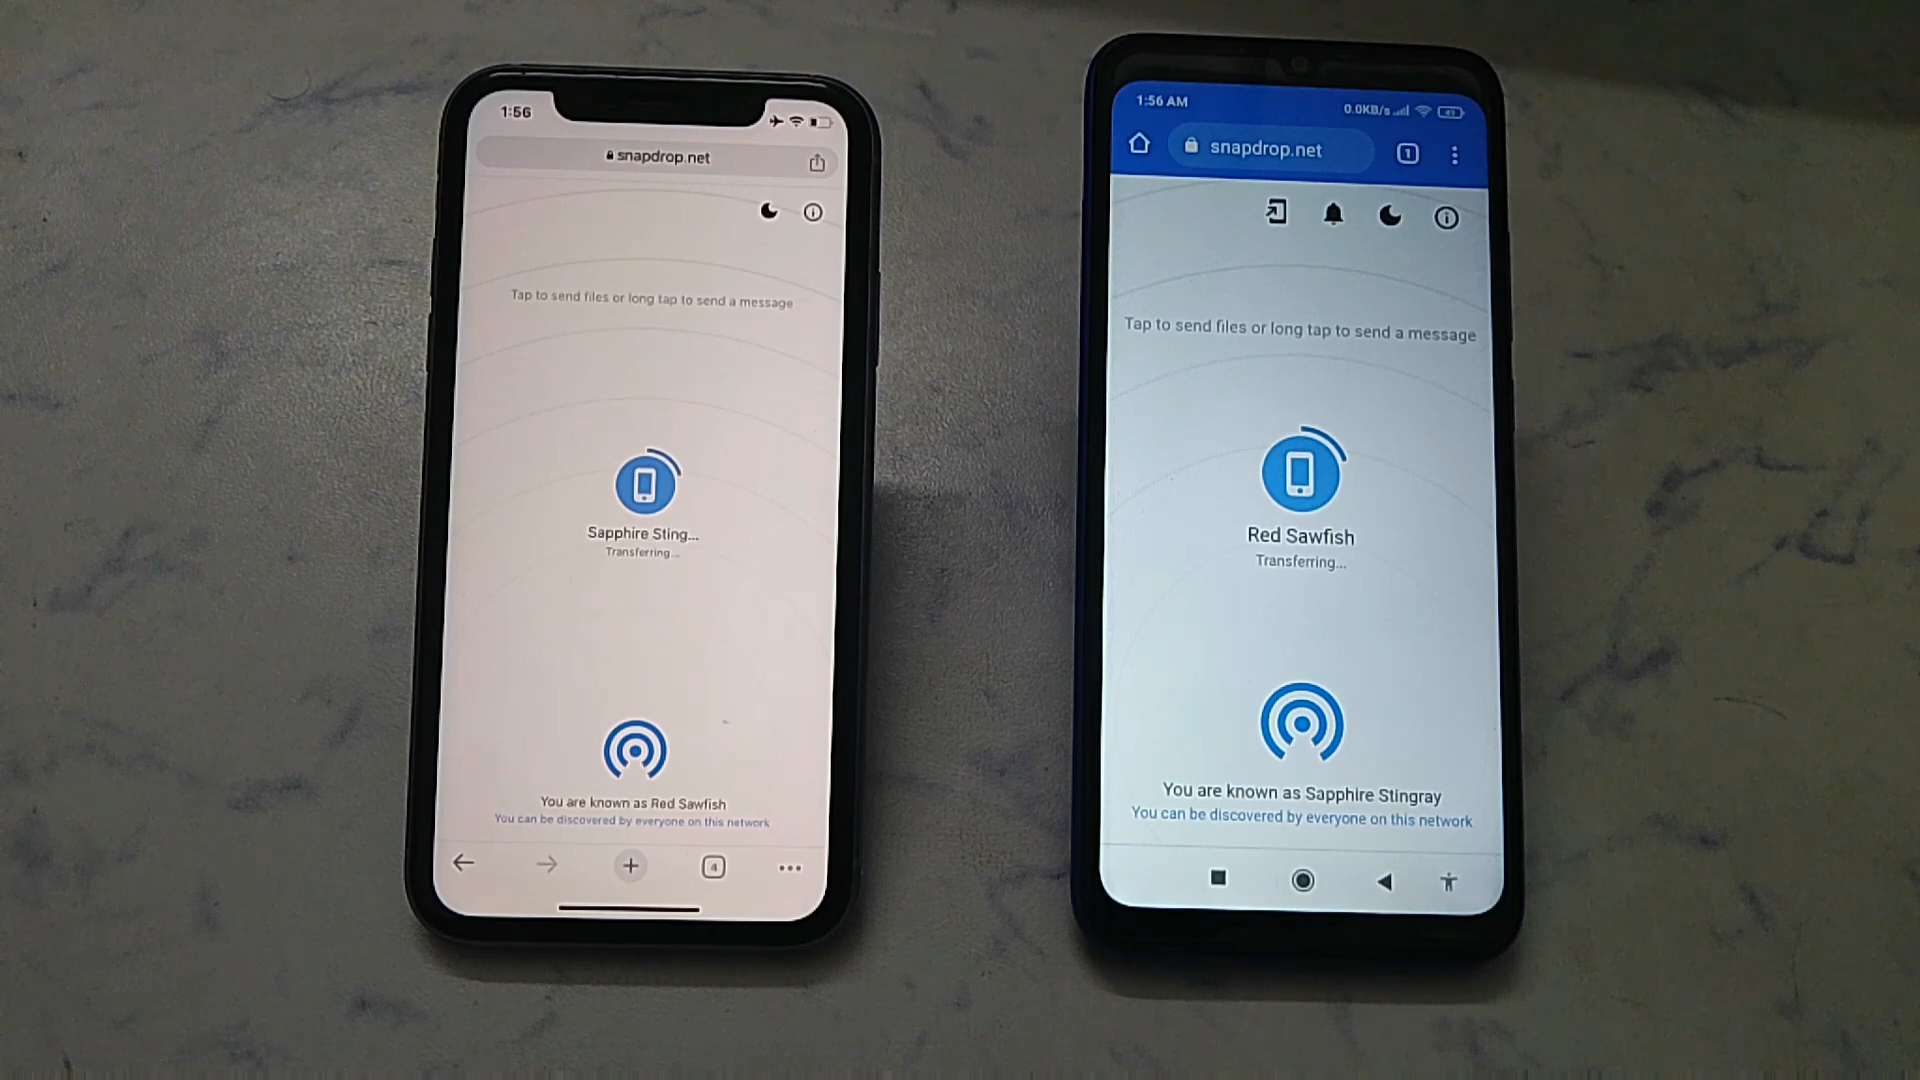 1:56
snapdrop.net
Tap to send files or long tap to send a message
Sapphire Sting...
Transferring...
You are known as Red Sawfish
You can be discovered by everyone on this network
4
1:56 AM
0.0KB/s
49
snapdrop.net
1
Tap to send files or long tap to send a message
Red Sawfish
Transferring...
You are known as Sapphire Stingray
You can be discovered by everyone on this network